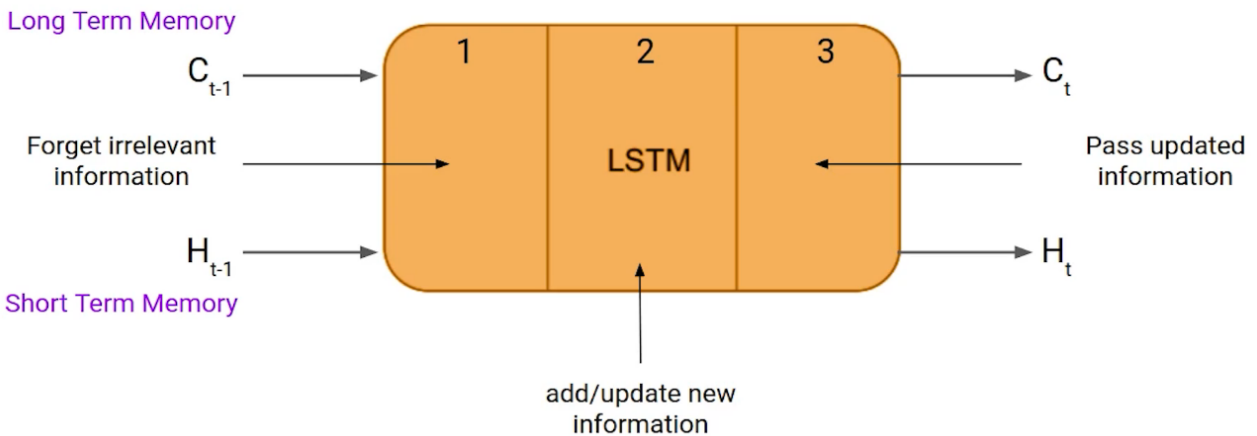 Long Term Memory
1
2
3
C t-1
C t
Forget irrelevant
information
LSTM
Pass updated
information
H t-1
H t
Short Term Memory
add/update new
information